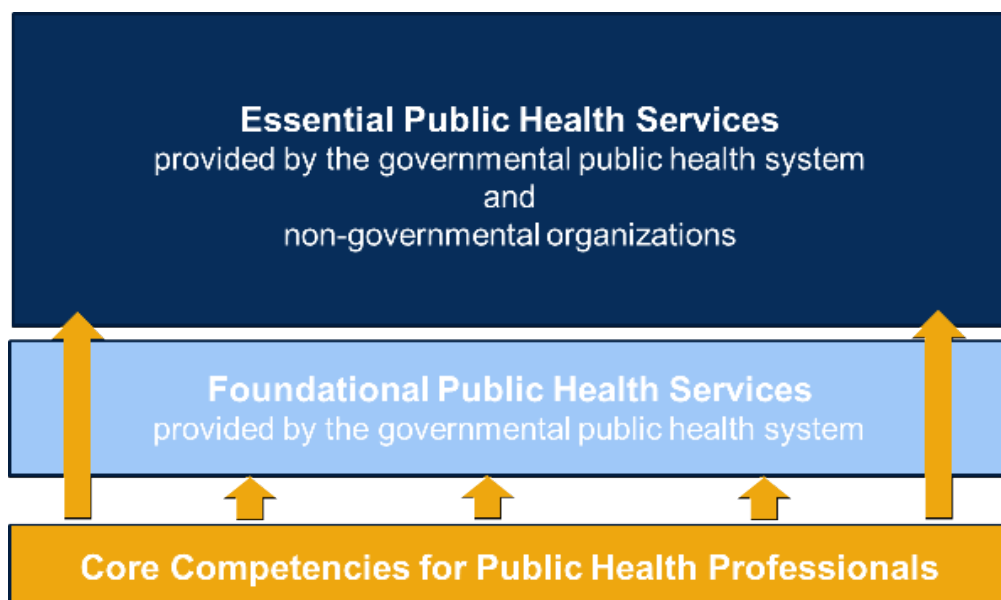 Essential Public Health Services
provided by the governmental public health system
and
non-governmental organizations
Foundational Public Health Services
provided by the governmental public health system
Core Competencies for Public Health Professionals